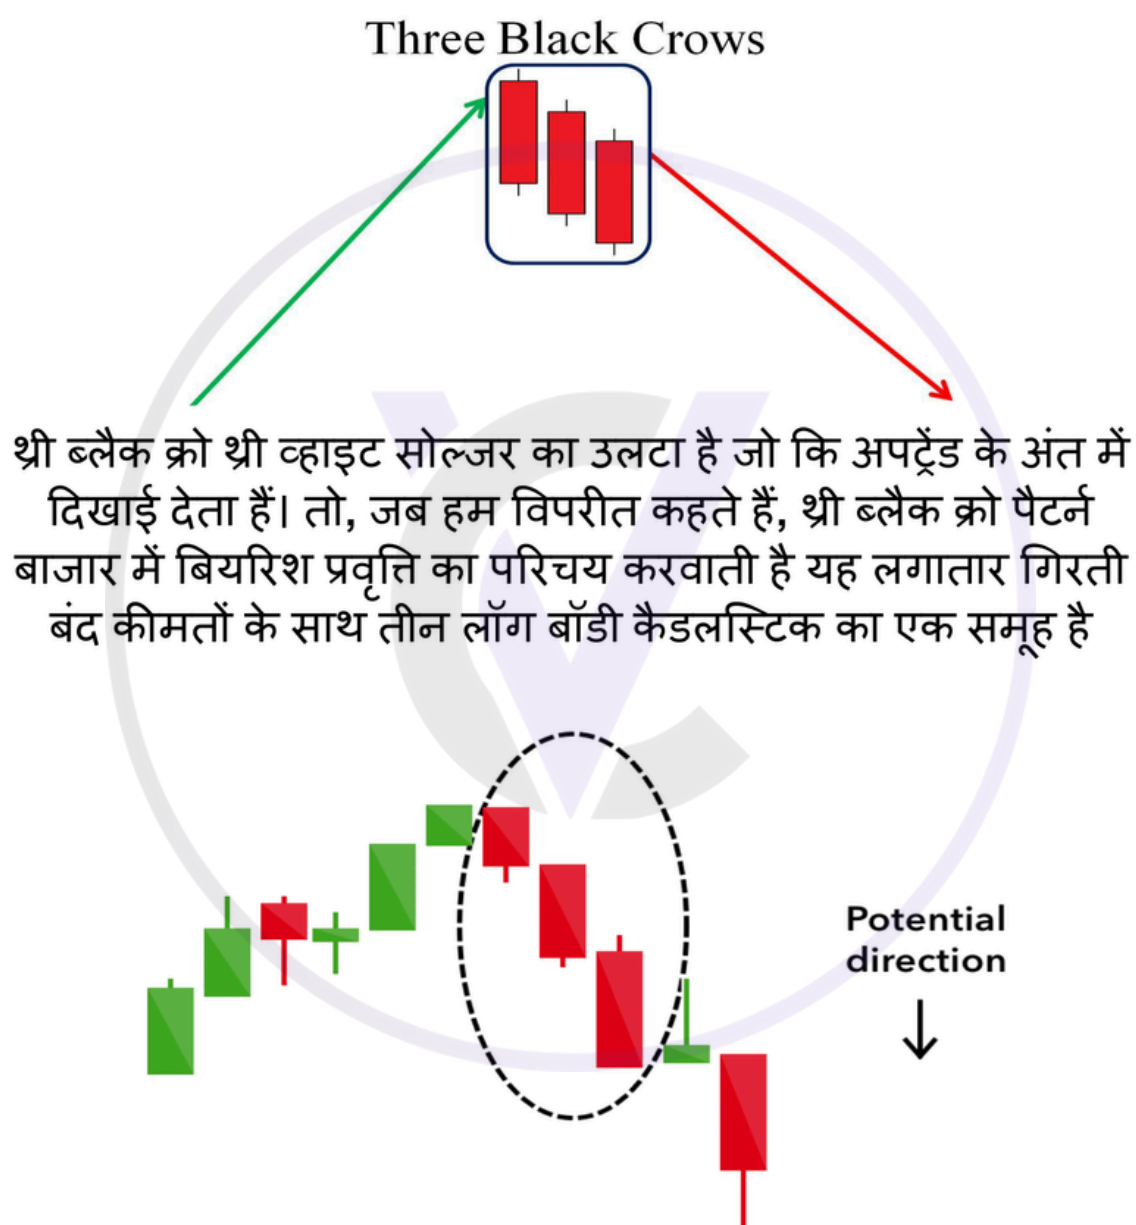 Three Black Crows
थ्री ब्लैक क्रो थ्री व्हाइट सोल्जर का उलटा है जो कि अपट्रेंड के अंत में
दिखाई देता हैं। तो, जब हम विपरीत कहते हैं, थ्री ब्लैक क्रो पैटर्न
बाजार में बियरिश प्रवृत्ति का परिचय करवाती है यह लगातार गिरती
बंद कीमतों के साथ तीन लॉग बॉडी कैडलस्टिक का एक समूह है
Potential
direction